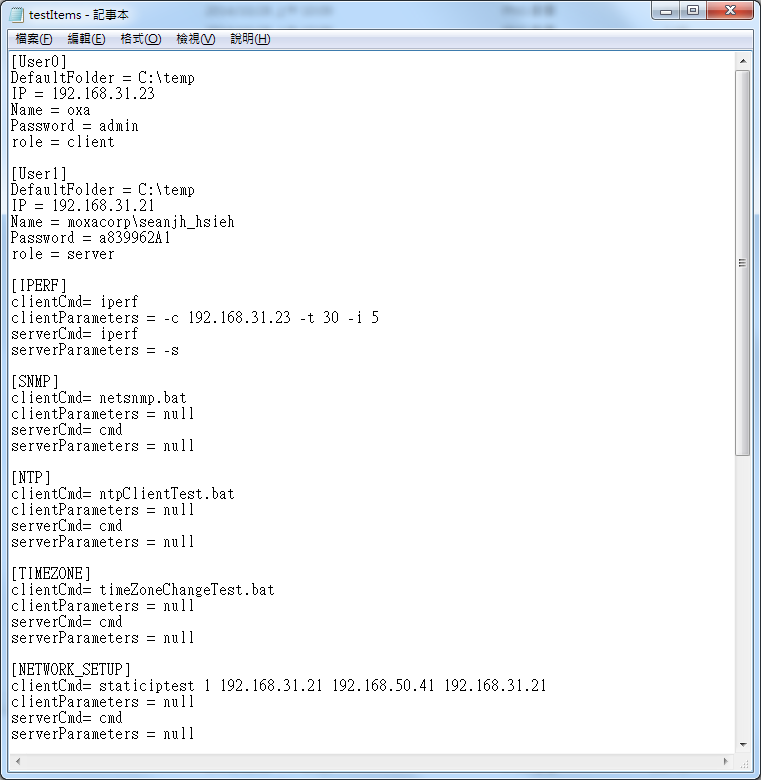 testItems - 記事本
檔案(F) 編輯(E) 格式(O) 檢視(V) 說明(H)
[User0]
DefaultFolder = C:\temp
IP = 192.168.31.23
Name = oxa
Password = admin
role = client
[User1]
DefaultFolder = C:\temp
IP = 192.168.31.21
Name = moxacorp\seanjh_hsieh
Password = a839962A1
role = server
[IPERF]
clientCmd= iperf
clientParameters = -c 192.168.31.23 -t 30 -i 5
serverCmd= iperf
serverParameters = -s
[SNMP]
clientCmd= netsnmp.bat
clientParameters = null
serverCmd= cmd
serverParameters = null
[NTP]
clientCmd= ntpClientTest.bat
clientParameters = null
serverCmd= cmd
serverParameters = null
[TIMEZONE]
clientCmd= timeZoneChangeTest.bat
clientParameters = null
serverCmd= cmd
serverParameters = null
[NETWORK_SETUP]
clientCmd= staticiptest 1 192.168.31.21 192.168.50.41 192.168.31.21
clientParameters = null
serverCmd= cmd
serverParameters = null